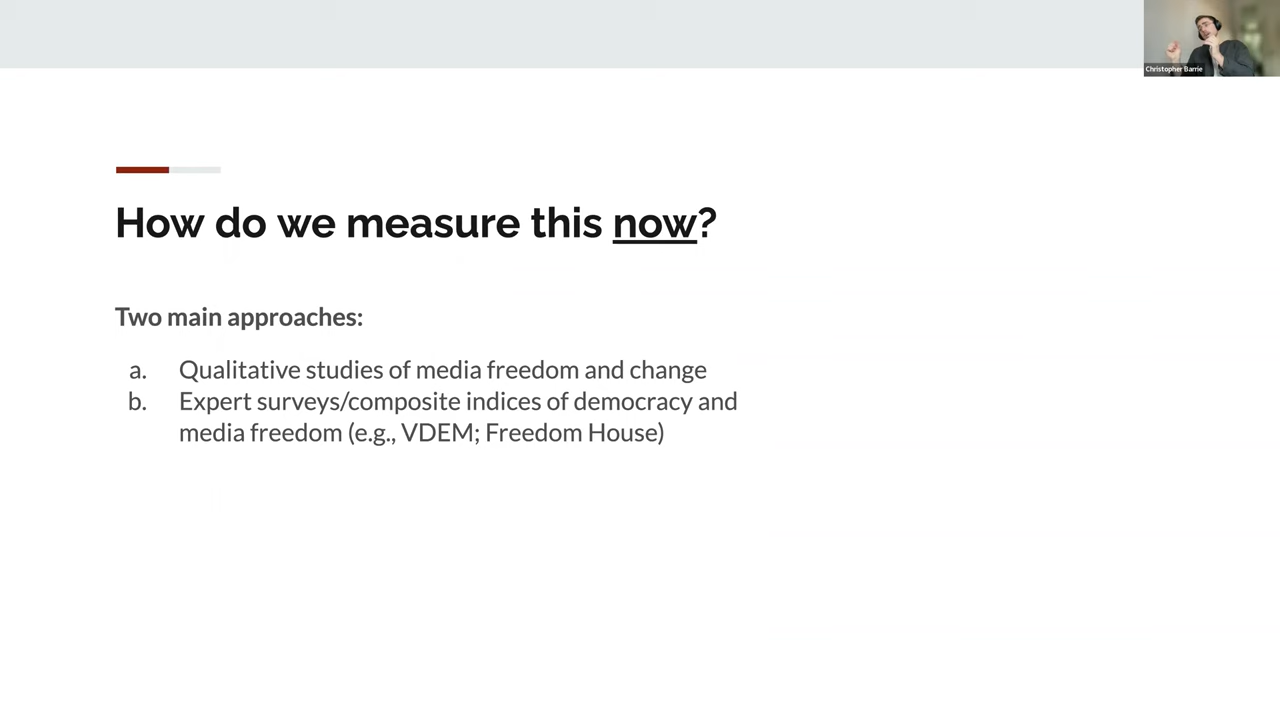 Christopher Barrie
How do we measure this now?
Two main approaches:
a. Qualitative studies of media freedom and change
b. Expert surveys/composite indices of democracy and
media freedom (e.g., VDEM; Freedom House)